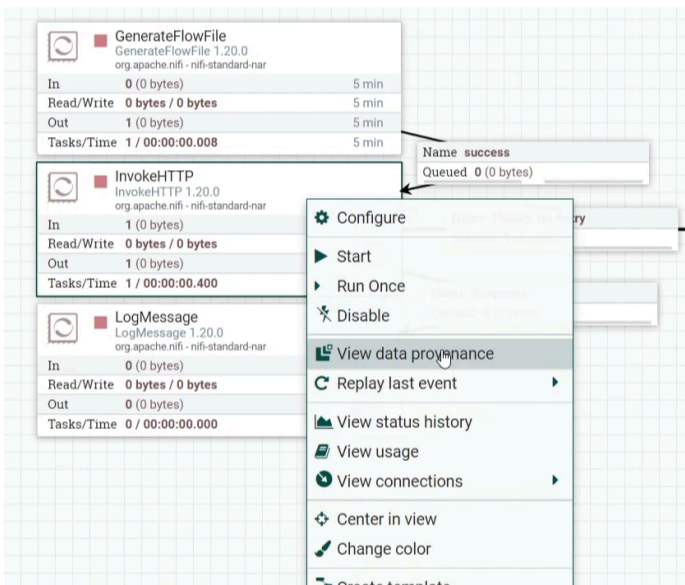 GenerateFlowFile
GenerateFlowFile 1.20.0
org.apache.nifi - nifi-standard-nar
In 0 (0 bytes) 5 min
Read/Write 0 bytes / 0 bytes 5 min
Out 1 (0 bytes) 5 min
Tasks/Time 1 / 00:00:00.008 5 min
Name success
Queued 0 (0 bytes)
InvokeHTTP
InvokeHTTP 1.20.0
org.apache.nifi - nifi-standard-nar
In 1 (0 bytes)
Read/Write 0 bytes / 0 bytes
Out 1 (0 bytes)
Tasks/Time 1 / 00:00:00.400
LogMessage
LogMessage 1.20.0
org.apache.nifi - nifi-standard-nar
In 0 (0 bytes)
Read/Write 0 bytes / 0 bytes
Out 0 (0 bytes)
Tasks/Time 0 / 00:00:00.000
Configure
Start
Run Once
Disable
View data provenance
Replay last event
View status history
View usage
View connections
Center in view
Change color
Create template